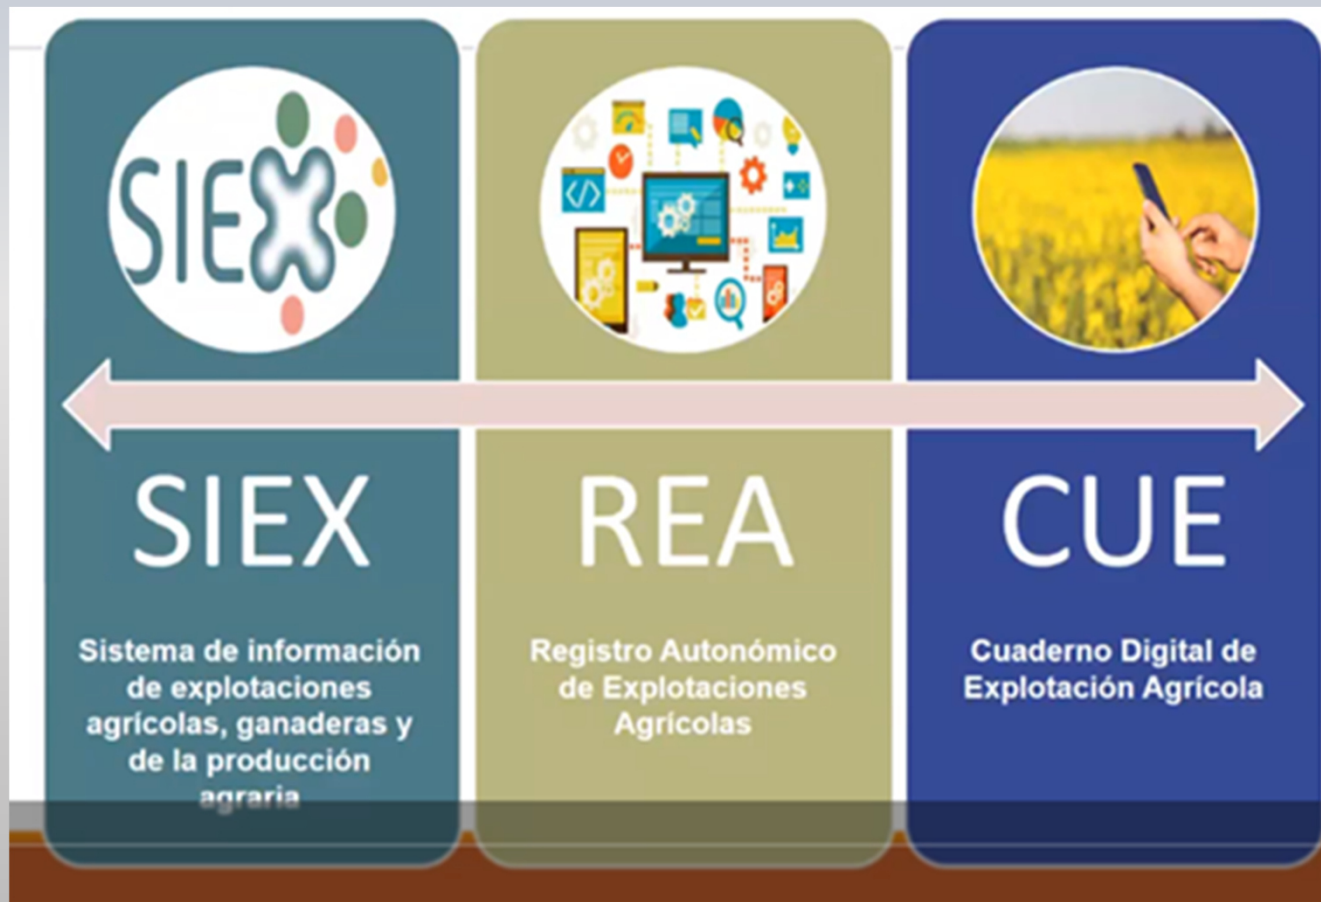 SIEX
SIEX
Sistema de información
de explotaciones
agrícolas, ganaderas y
de la producción
agraria
REA
Registro Autonómico
de Explotaciones
Agrícolas
CUE
Cuaderno Digital de
Explotación Agrícola